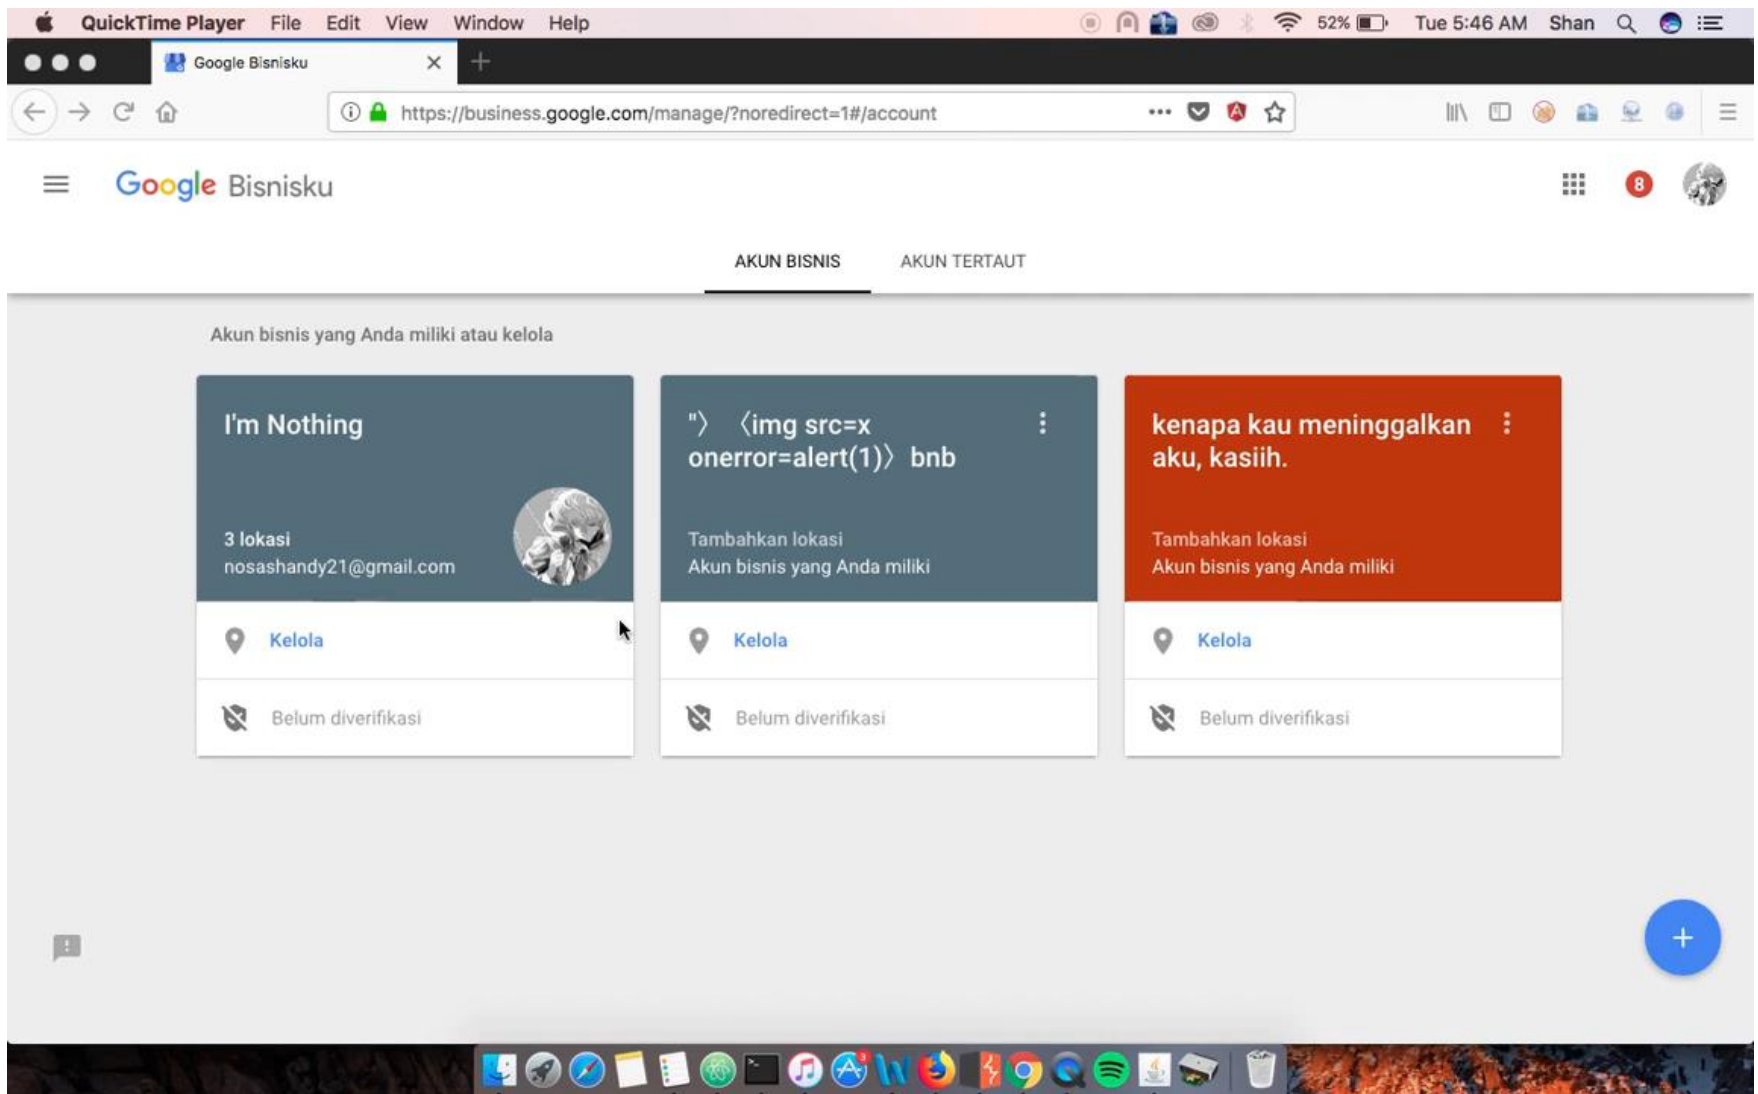 QuickTime Player File Edit View Window Help 52% Tue 5:46 AM Shan
Google Bisnisku
https://business.google.com/manage/?noredirect=1#/account
Google Bisnisku 8
AKUN BISNIS AKUN TERTAUT
Akun bisnis yang Anda miliki atau kelola
I'm Nothing
3 lokasi
nosashandy21@gmail.com
Kelola
Belum diverifikasi
"〉 〈img src=x
onerror=alert(1)〉 bnb
Tambahkan lokasi
Akun bisnis yang Anda miliki
Kelola
Belum diverifikasi
kenapa kau meninggalkan
aku, kasiih.
Tambahkan lokasi
Akun bisnis yang Anda miliki
Kelola
Belum diverifikasi
3